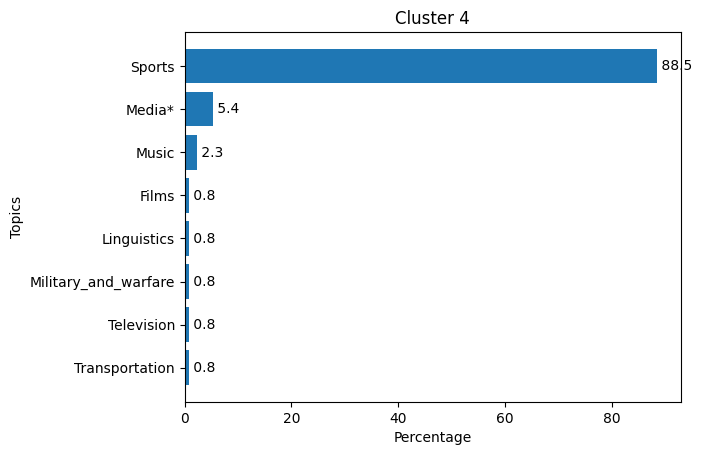 Cluster 4
Sports 88.5
Media* 5.4
Music 2.3
Films 0.8
Linguistics 0.8
Military_and_warfare 0.8
Television 0.8
Transportation 0.8
Topics
0 20 40 60 80
Percentage